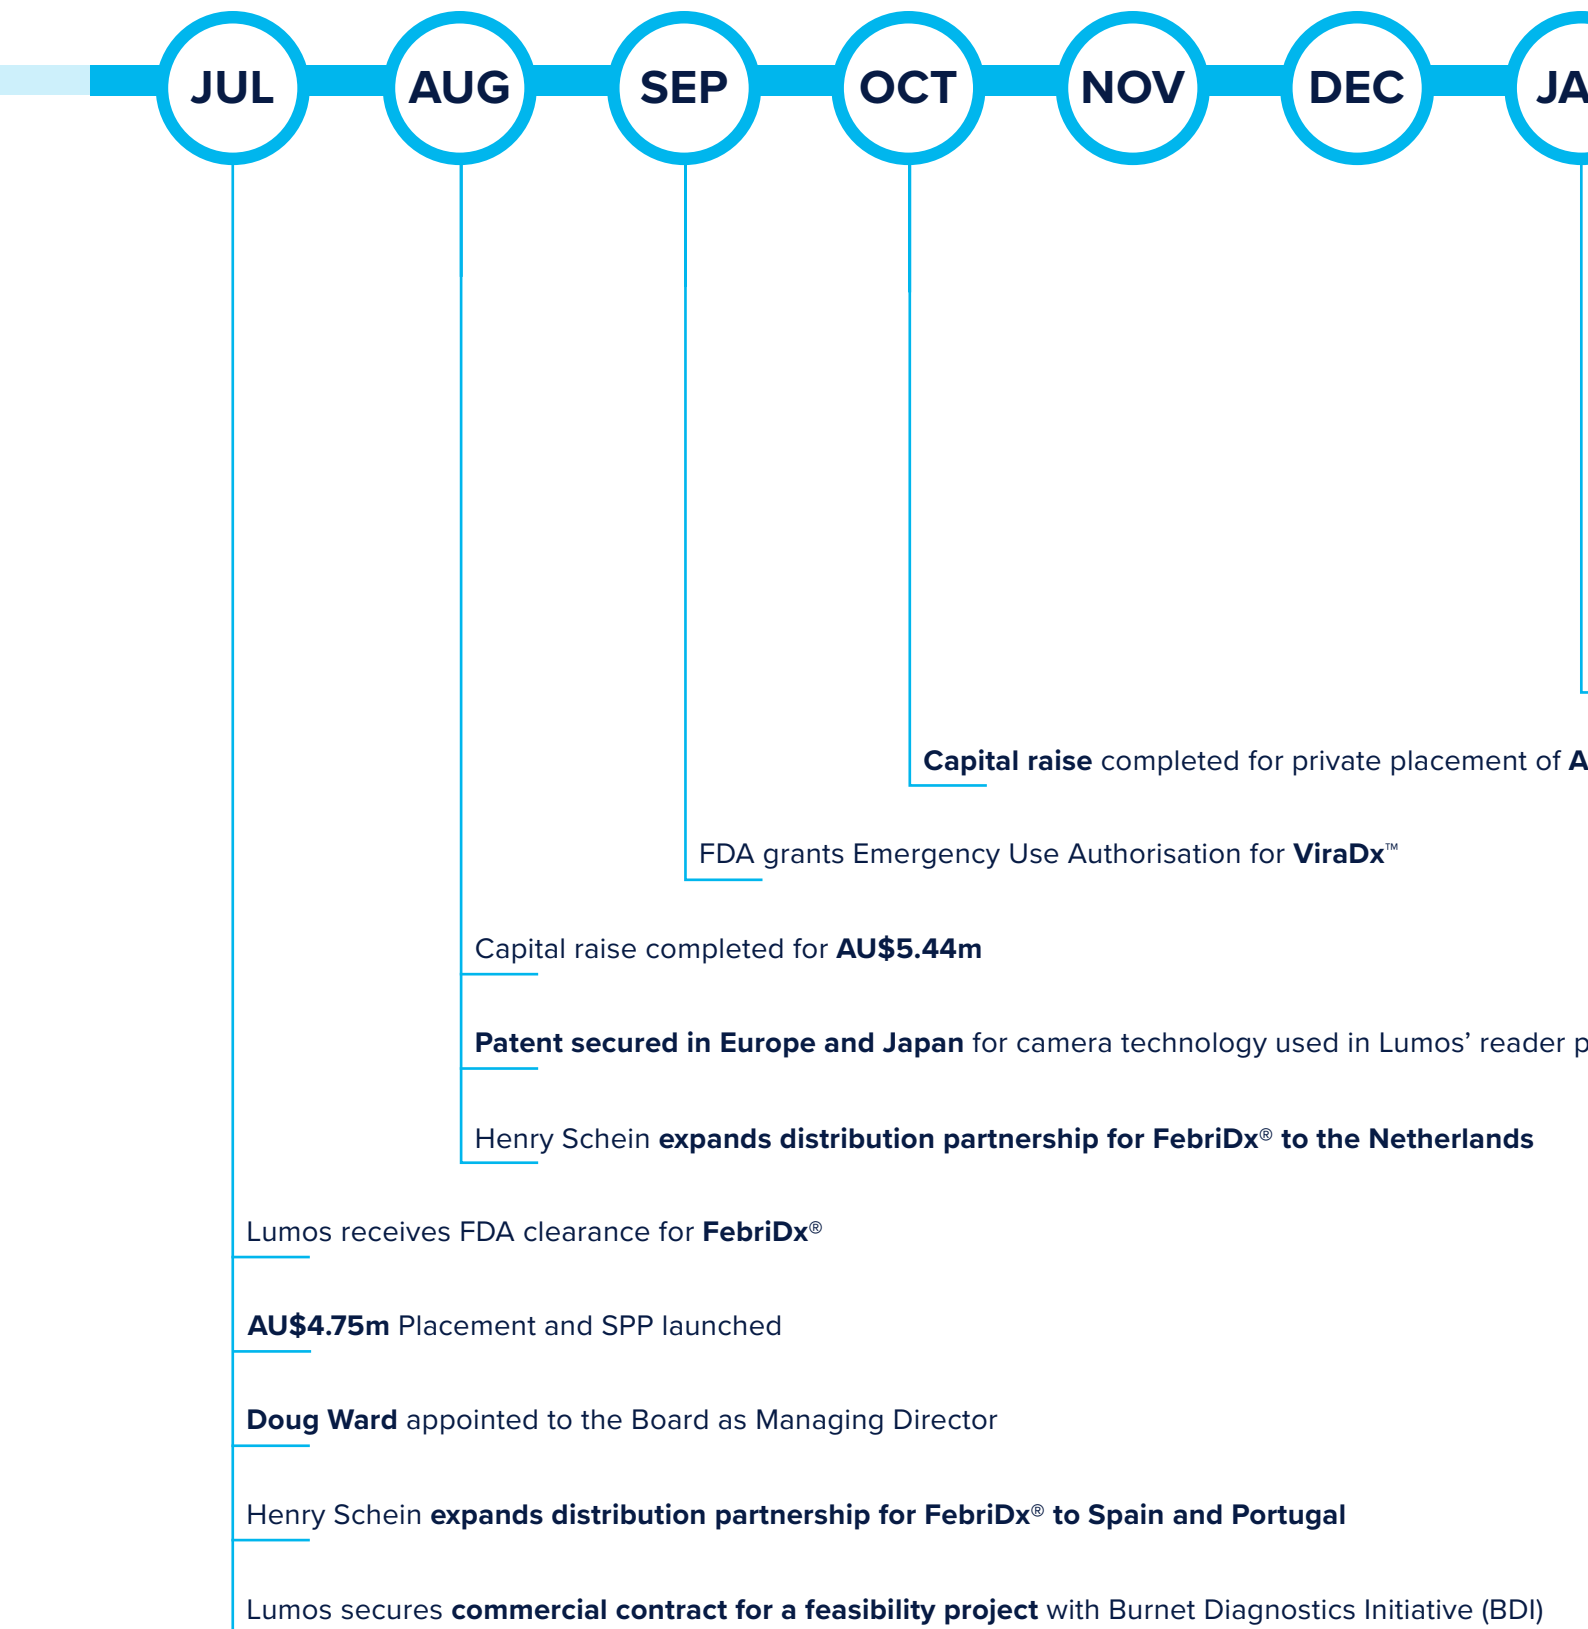 JUL AUG SEP OCT NOV DEC JA
Capital raise completed for private placement of A
FDA grants Emergency Use Authorisation for ViraDx™
Capital raise completed for AU$5.44m
Patent secured in Europe and Japan for camera technology used in Lumos’ reader p
Henry Schein expands distribution partnership for FebriDx® to the Netherlands
Lumos receives FDA clearance for FebriDx®
AU$4.75m Placement and SPP launched
Doug Ward appointed to the Board as Managing Director
Henry Schein expands distribution partnership for FebriDx® to Spain and Portugal
Lumos secures commercial contract for a feasibility project with Burnet Diagnostics Initiative (BDI)